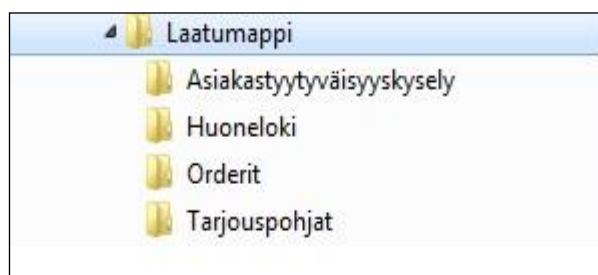 Laatumappi
Asiakastyytyväisyyskysely
Huoneloki
Orderit
Tarjouspohjat